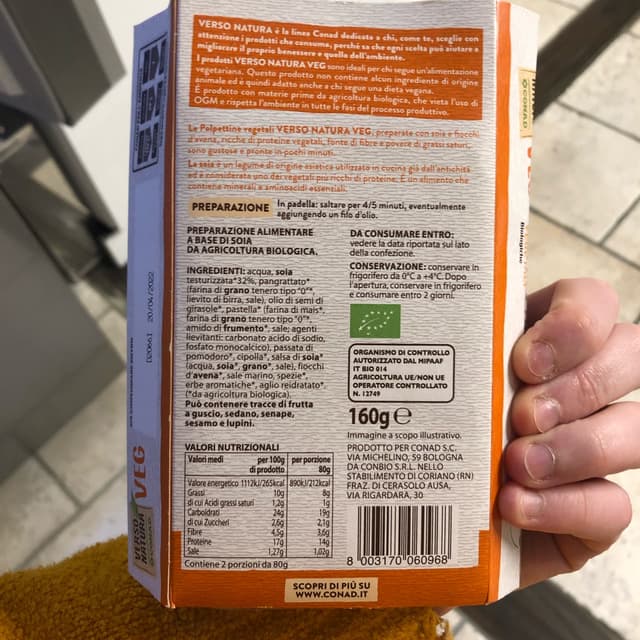 VERSO NATURA è la linea Conad dedicata a chi, come te, sceglie con
attenzione i prodotti che consuma, perché sa che ogni scelta può aiutare a
migliorare il proprio benessere e quello dell'ambiente.
I prodotti VERSO NATURA VEG sono ideali per chi segue un'alimentazione
vegetariana. Questo prodotto non contiene alcun ingrediente di origine
animale ed è quindi adatto anche a chi segue una dieta vegana.
È prodotto con materie prime da agricoltura biologica, che vieta l'uso di
OGM e rispetta l'ambiente in tutte le fasi del processo produttivo.
Le Polpettine vegetali VERSO NATURA VEG, preparate con soia e fiocchi
d'avena, ricche di proteine vegetali, fonte di fibre e povere di grassi saturi,
sono gustose e pronte in pochi minuti.
La soia è un legume di origine asiatica utilizzato in cucina già dall'antichità
ed è considerata uno dei vegetali più ricchi di proteine. È un alimento che
contiene minerali e aminoacidi essenziali.
PREPARAZIONE
In padella: saltare per 4/5 minuti, eventualmente
aggiungendo un filo d'olio.
PREPARAZIONE ALIMENTARE
A BASE DI SOIA
DA AGRICOLTURA BIOLOGICA.
INGREDIENTI: acqua, soia
testurizzata*32%, pangrattato*
(farina di grano tenero tipo "0"*,
lievito di birra, sale), olio di semi di
girasole*, pastella* (farina di mais*,
farina di grano tenero tipo "0"*,
amido di frumento*, sale; agenti
lievitanti: carbonato acido di sodio,
fosfato monocalcico), passata di
pomodoro*, cipolla*, salsa di soia*
(acqua, soia*, grano*, sale), fiocchi
d'avena*, sale marino, spezie*,
erbe aromatiche*, aglio reidratato*.
(*da agricoltura biologica).
Può contenere tracce di frutta
a guscio, sedano, senape,
sesamo e lupini.
DA CONSUMARE ENTRO:
vedere la data riportata sul lato
della confezione.
CONSERVAZIONE: conservare in
frigorifero da 0°C a +4°C. Dopo
l'apertura, conservare in frigorifero
e consumare entro 2 giorni.
ORGANISMO DI CONTROLLO
AUTORIZZATO DAL MIPAAF
IT BIO 014
AGRICOLTURA UE/NON UE
OPERATORE CONTROLLATO
N. 12749
160g e
Immagine a scopo illustrativo.
PRODOTTO PER CONAD S.C.
VIA MICHELINO, 59 BOLOGNA
DA CONBIO S.R.L. NELLO
STABILIMENTO DI CORIANO (RN)
FRAZ. DI CERASOLO AUSA,
VIA RIGARDARA, 30
VALORI NUTRIZIONALI
Valori medi per 100g di prodotto per porzione 80g
Valore energetico 1112kJ/265kcal 890kJ/212kcal
Grassi 10g 8g
di cui Acidi grassi saturi 1,2g 1g
Carboidrati 24g 19g
di cui Zuccheri 2,6g 2,1g
Fibre 4,5g 3,6g
Proteine 17g 14g
Sale 1,27g 1,02g
Contiene 2 porzioni da 80g
8 003170 060968
SCOPRI DI PIÙ SU
WWW.CONAD.IT
D20661 20/04/2022
VERSO
NATURA
VEG
CONAD
Biologiche